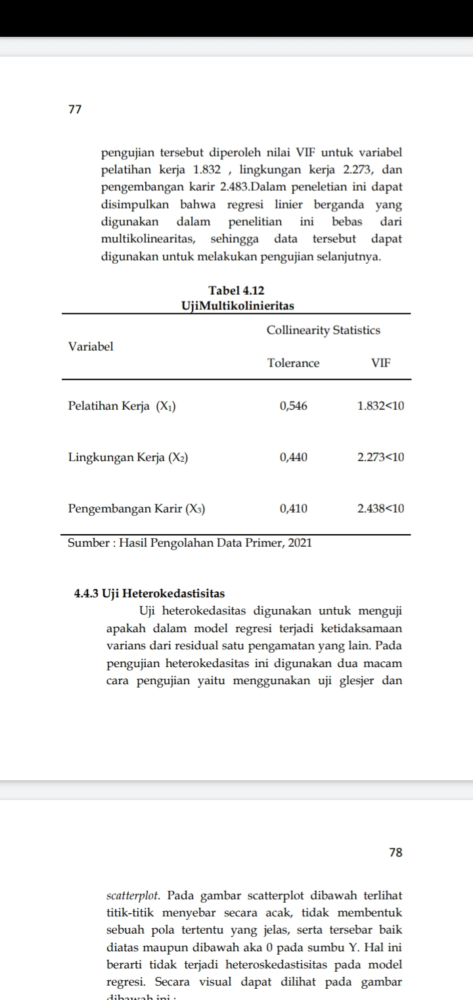 77
pengujian tersebut diperoleh nilai VIF untuk variabel
pelatihan kerja 1.832 , lingkungan kerja 2.273, dan
pengembangan karir 2.483.Dalam peneletian ini dapat
disimpulkan bahwa regresi linier berganda yang
digunakan dalam penelitian ini bebas dari
multikolinearitas, sehingga data tersebut dapat
digunakan untuk melakukan pengujian selanjutnya.
Tabel 4.12
UjiMultikolinieritas
Collinearity Statistics
Variabel
Tolerance VIF
Pelatihan Kerja (X₁) 0,546 1.832<10
Lingkungan Kerja (X₂) 0,440 2.273<10
Pengembangan Karir (X₃) 0,410 2.438<10
Sumber : Hasil Pengolahan Data Primer, 2021
4.4.3 Uji Heterokedastisitas
Uji heterokedasitas digunakan untuk menguji
apakah dalam model regresi terjadi ketidaksamaan
varians dari residual satu pengamatan yang lain. Pada
pengujian heterokedasitas ini digunakan dua macam
cara pengujian yaitu menggunakan uji glesjer dan
78
scatterplot. Pada gambar scatterplot dibawah terlihat
titik-titik menyebar secara acak, tidak membentuk
sebuah pola tertentu yang jelas, serta tersebar baik
diatas maupun dibawah aka 0 pada sumbu Y. Hal ini
berarti tidak terjadi heteroskedastisitas pada model
regresi. Secara visual dapat dilihat pada gambar
dibawah ini :